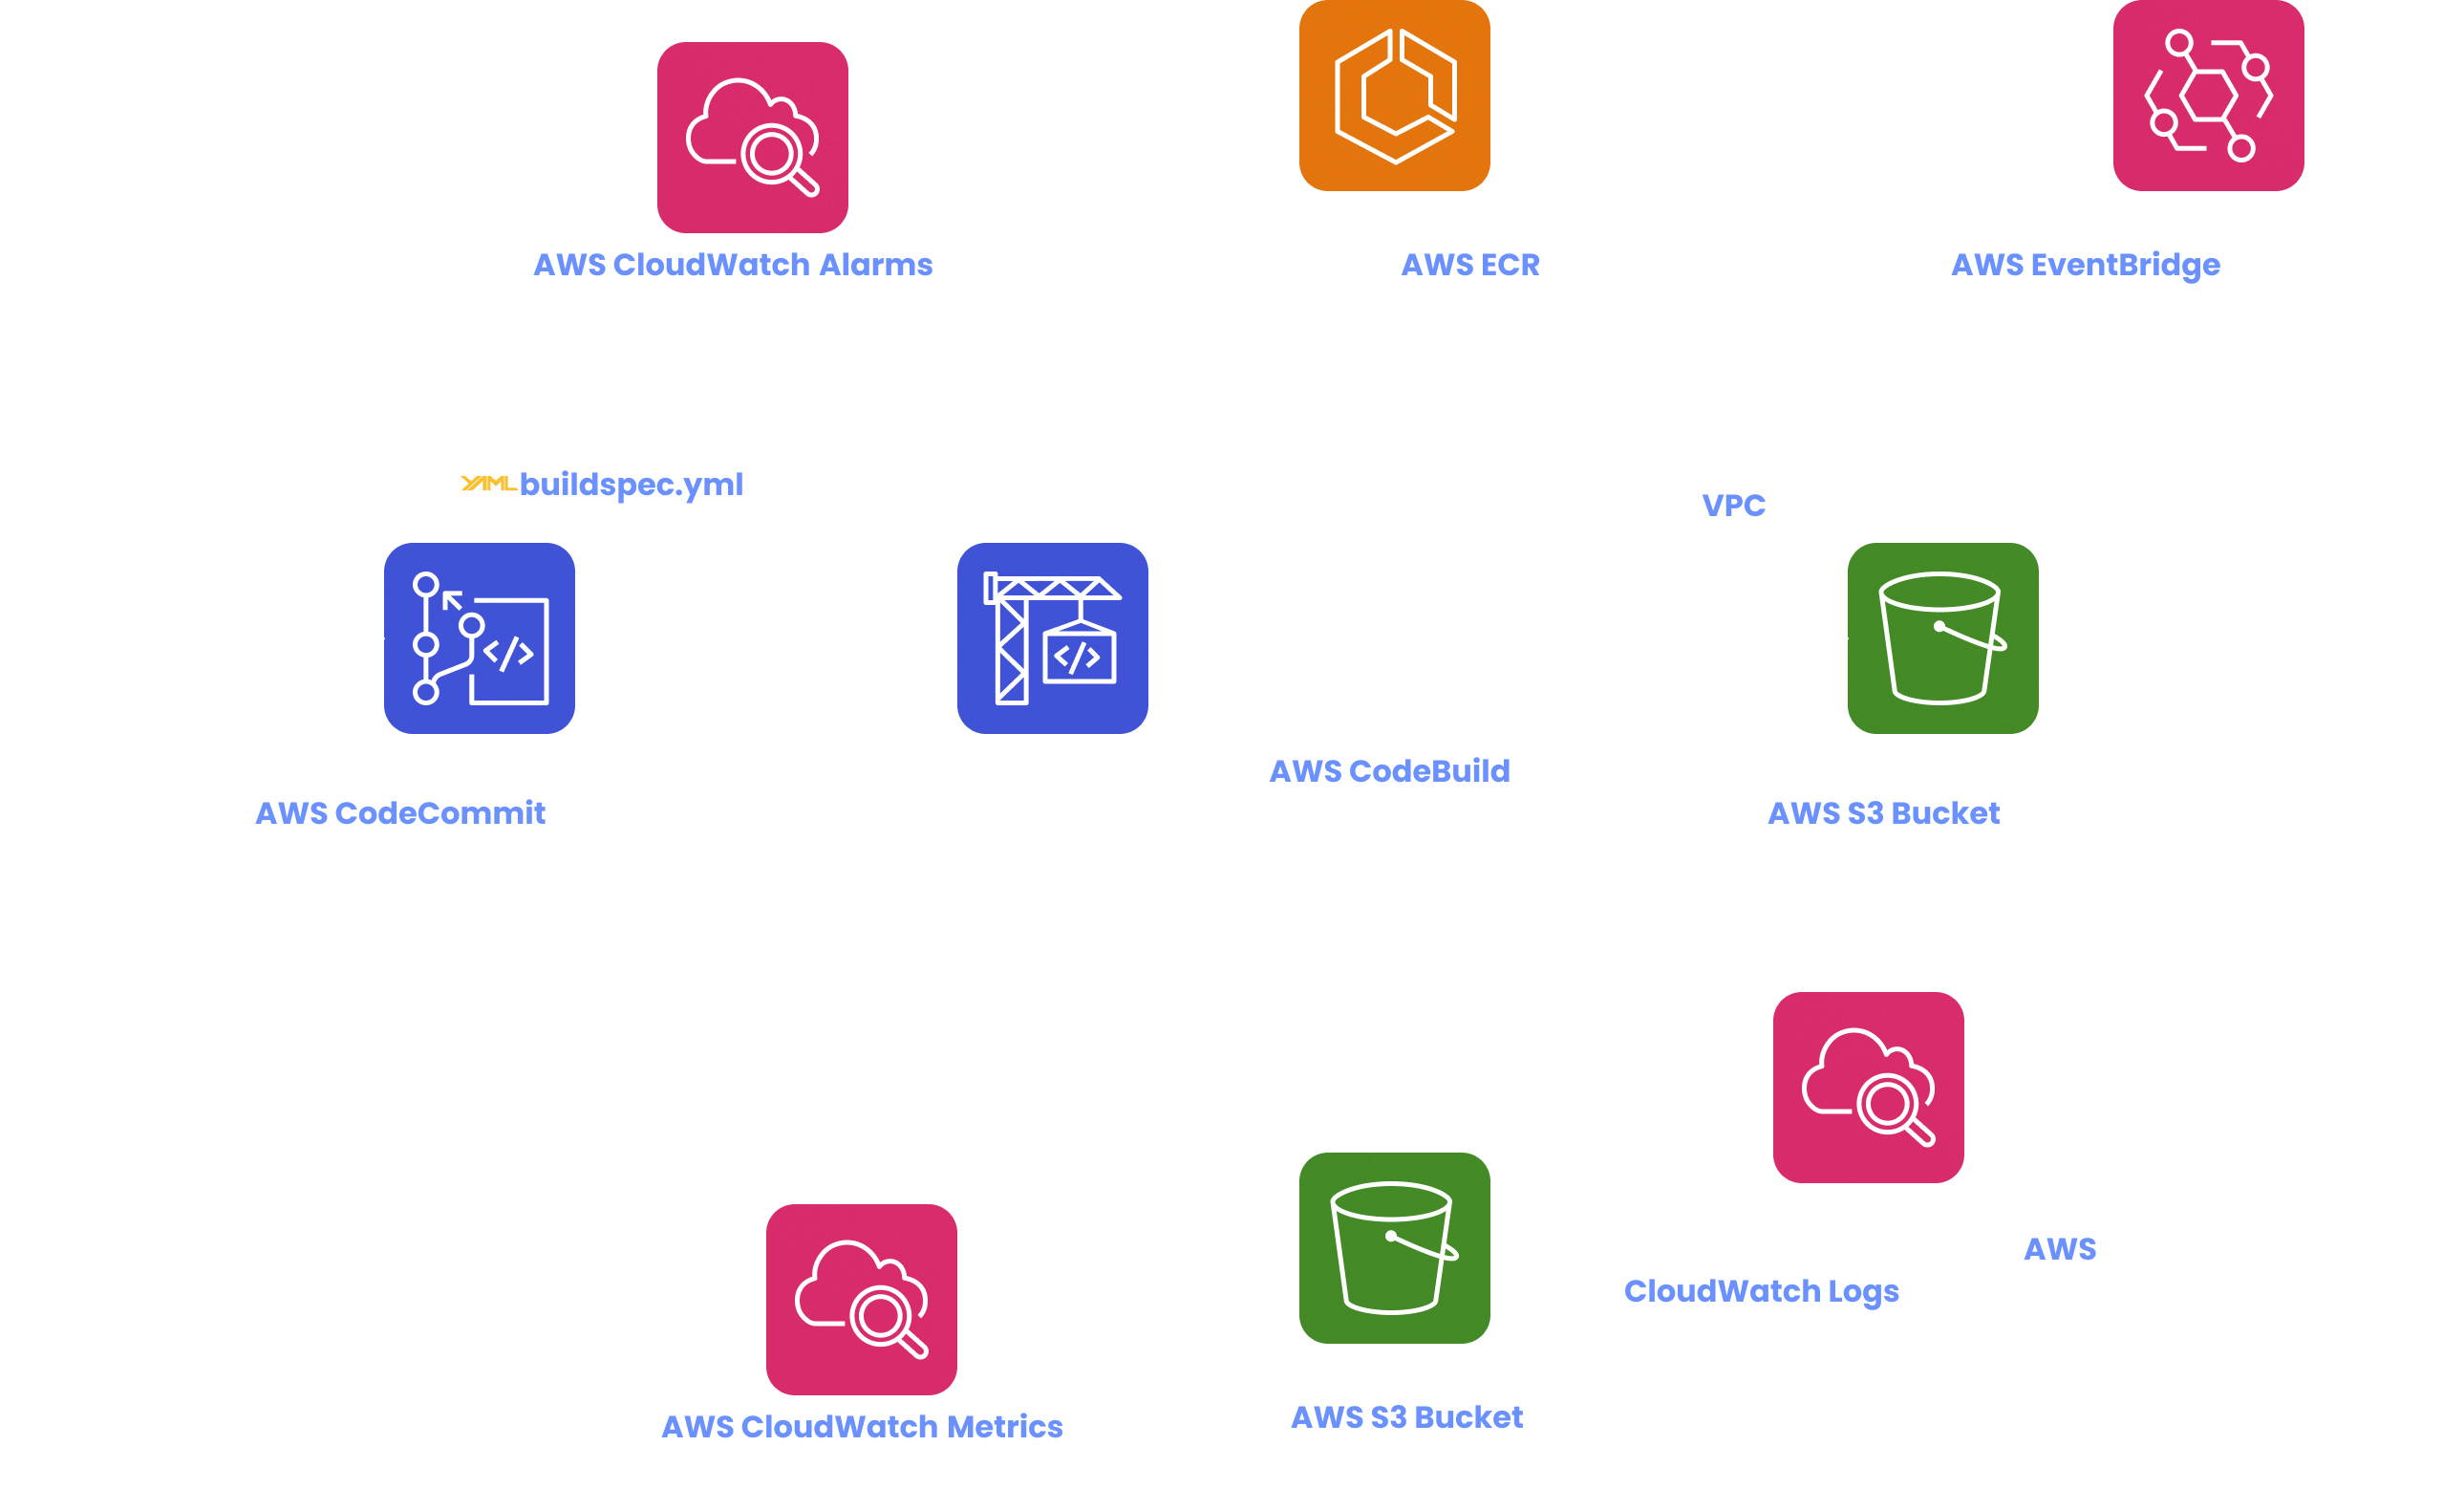 AWS CloudWatch Alarms
AWS ECR
AWS EventBridge
YAML buildspec.yml
VPC
AWS CodeBuild
AWS CodeCommit
AWS S3 Bucket
AWS
CloudWatch Logs
AWS S3 Bucket
AWS CloudWatch Metrics